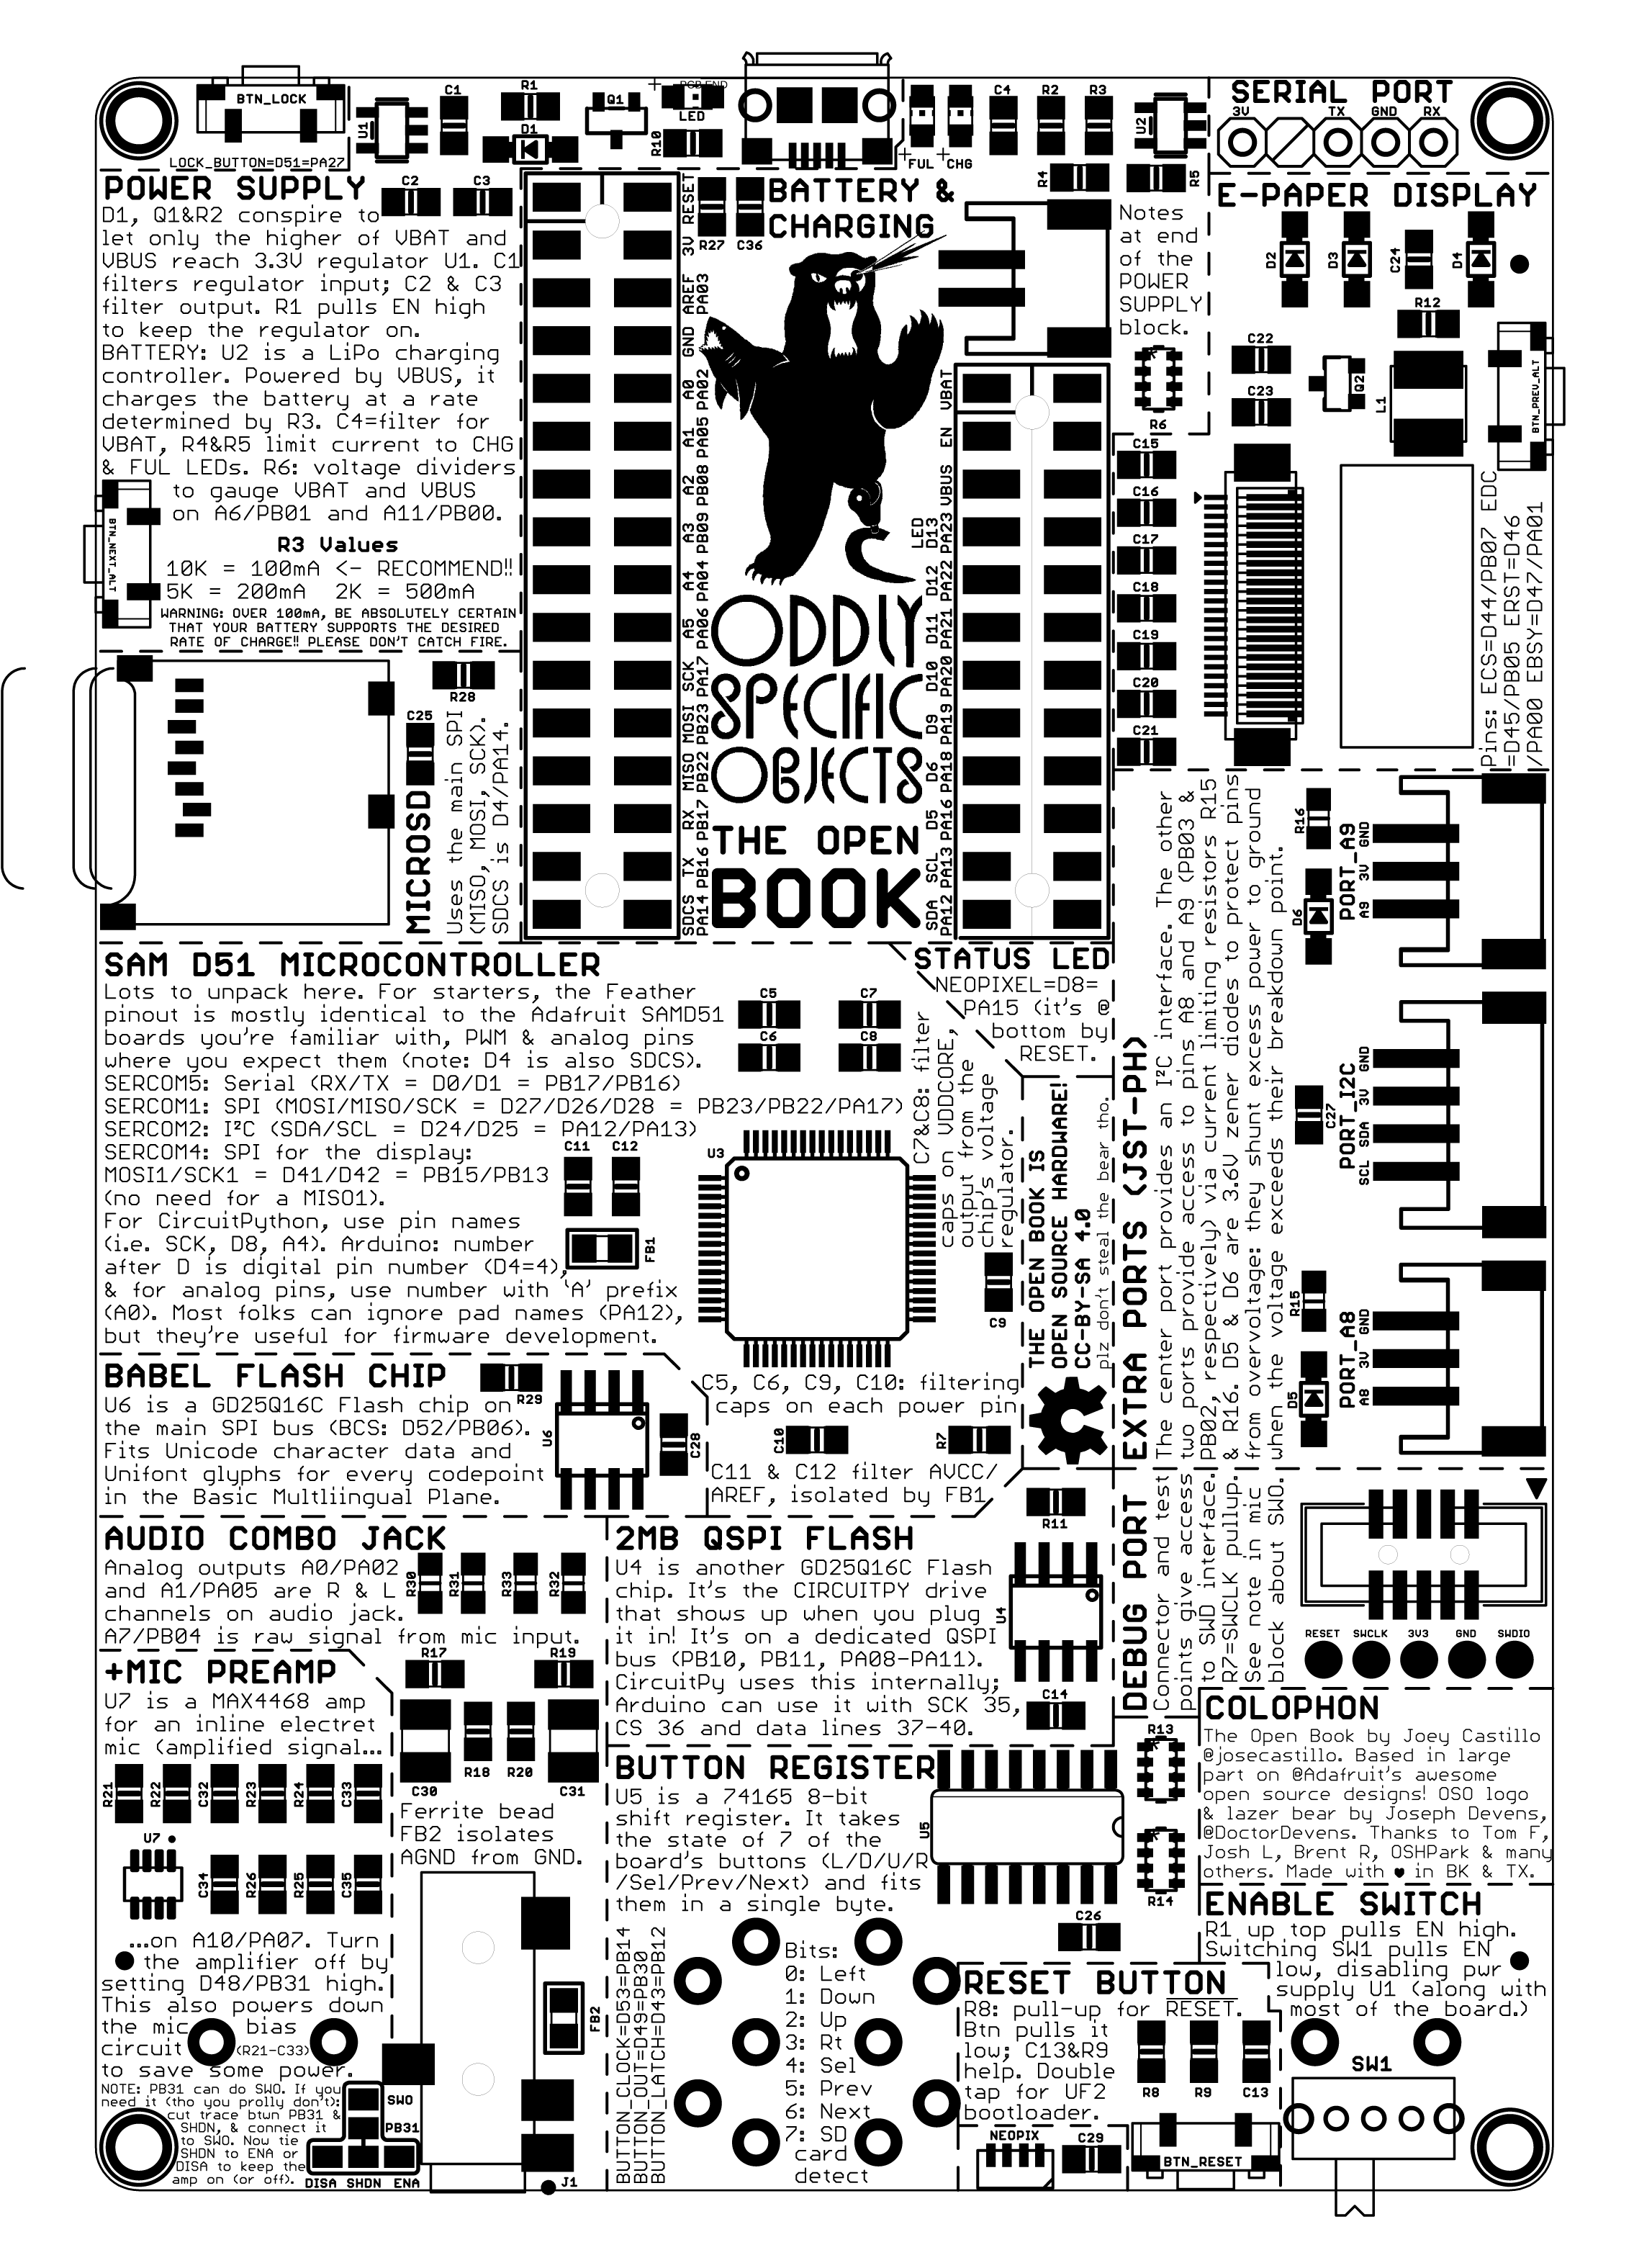 BTN_LOCK
LOCK_BUTTON=D51=PA27
U1
C1
R1
D1
Q1
PCB END
LED
R10
FUL
CHG
C4
R2
R3
U2
R4
R5
SERIAL PORT
3V TX GND RX
POWER SUPPLY
C2
C3
D1, Q1&R2 conspire to
let only the higher of VBAT and
VBUS reach 3.3V regulator U1. C1
filters regulator input; C2 & C3
filter output. R1 pulls EN high
to keep the regulator on.
BATTERY: U2 is a LiPo charging
controller. Powered by VBUS, it
charges the battery at a rate
determined by R3. C4=filter for
VBAT, R4&R5 limit current to CHG
& FUL LEDs. R6: voltage dividers
to gauge VBAT and VBUS
on A6/PB01 and A11/PB00.
R3 Values
10K = 100mA <- RECOMMEND!!
5K = 200mA 2K = 500mA
WARNING: OVER 100mA, BE ABSOLUTELY CERTAIN
THAT YOUR BATTERY SUPPORTS THE DESIRED
RATE OF CHARGE!! PLEASE DON'T CATCH FIRE.
BTN_NEXT_ALT
R27
C36
BATTERY &
CHARGING
Notes
at end
of the
POWER
SUPPLY
block.
R6
RESET
3V
AREF PA03
GND
A0 PA02
A1 PA05
A2 PB08
A3 PB09
A4 PA04
A5 PA06
SCK PA17
MOSI PB23
MISO PB22
RX PB17
TX PB16
SDCS PA14
VBAT
EN
VBUS
LED D13 PA23
D12 PA22
D11 PA21
D10 PA20
D9 PA19
D6 PA18
D5 PA16
SCL PA13
SDA PA12
ODDLY
SPECIFIC
OBJECTS
THE OPEN
BOOK
E-PAPER DISPLAY
D2
D3
C24
D4
R12
C22
C23
Q2
L1
BTN_PREV_ALT
C15
C16
C17
C18
C19
C20
C21
Pins: ECS=D44/PB07 EDC
=D45/PB05 ERST=D46
/PA00 EBSY=D47/PA01
MICROSD
C25
R28
Uses the main SPI
(MISO, MOSI, SCK).
SDCS is D4/PA14.
SAM D51 MICROCONTROLLER
Lots to unpack here. For starters, the Feather
pinout is mostly identical to the Adafruit SAMD51
boards you're familiar with, PWM & analog pins
where you expect them (note: D4 is also SDCS).
SERCOM5: Serial (RX/TX = D0/D1 = PB17/PB16)
SERCOM1: SPI (MOSI/MISO/SCK = D27/D26/D28 = PB23/PB22/PA17)
SERCOM2: I²C (SDA/SCL = D24/D25 = PA12/PA13)
SERCOM4: SPI for the display:
MOSI1/SCK1 = D41/D42 = PB15/PB13
(no need for a MISO1).
For CircuitPython, use pin names
(i.e. SCK, D8, A4). Arduino: number
after D is digital pin number (D4=4),
& for analog pins, use number with 'A' prefix
(A0). Most folks can ignore pad names (PA12),
but they're useful for firmware development.
C5
C6
C7
C8
C11
C12
FB1
U3
C9
C7&C8: filter
caps on VDDCORE,
output from the
chip's voltage
regulator.
C5, C6, C9, C10: filtering
caps on each power pin
C10
R7
C11 & C12 filter AVCC/
AREF, isolated by FB1
STATUS LED
NEOPIXEL=D8=
PA15 (it's @
bottom by
RESET.
THE OPEN BOOK IS
OPEN SOURCE HARDWARE!
CC-BY-SA 4.0
plz don't steal the bear tho.
EXTRA PORTS (JST-PH)
The center port provides an I²C interface. The other
two ports provide access to pins A8 and A9 (PB03 &
PB02, respectively) via current limiting resistors R15
& R16. D5 & D6 are 3.6V zener diodes to protect pins
from overvoltage: they shunt excess power to ground
when the voltage exceeds their breakdown point.
R16
D6
PORT_A9
A9 3V GND
C27
PORT_I2C
SCL SDA 3V GND
R15
D5
PORT_A8
A8 3V GND
BABEL FLASH CHIP
R29
U6
C28
U6 is a GD25Q16C Flash chip on
the main SPI bus (BCS: D52/PB06).
Fits Unicode character data and
Unifont glyphs for every codepoint
in the Basic Multliingual Plane.
AUDIO COMBO JACK
Analog outputs A0/PA02
and A1/PA05 are R & L
channels on audio jack.
A7/PB04 is raw signal from mic input.
R30
R31
R33
R32
R17
R19
C30
R18
R20
C31
+MIC PREAMP
U7 is a MAX4468 amp
for an inline electret
mic (amplified signal...
R21
R22
C32
R23
R24
C33
U7
C34
R26
R25
C35
Ferrite bead
FB2 isolates
AGND from GND.
...on A10/PA07. Turn
the amplifier off by
setting D48/PB31 high.
This also powers down
the mic bias
circuit (R21-C33)
to save some power.
NOTE: PB31 can do SWO. If you
need it (tho you prolly don't):
cut trace btwn PB31 &
SHDN, & connect it
to SWO. Now tie
SHDN to ENA or
DISA to keep the
amp on (or off).
SWO
PB31
DISA SHDN ENA
FB2
J1
2MB QSPI FLASH
U4 is another GD25Q16C Flash
chip. It's the CIRCUITPY drive
that shows up when you plug
it in! It's on a dedicated QSPI
bus (PB10, PB11, PA08-PA11).
CircuitPy uses this internally;
Arduino can use it with SCK 35,
CS 36 and data lines 37-40.
R11
U4
C14
DEBUG PORT
Connector and test
points give access
to SWD interface.
R7=SWCLK pullup.
See note in mic
block about SWO.
RESET SWCLK 3V3 GND SWDIO
BUTTON REGISTER
U5 is a 74165 8-bit
shift register. It takes
the state of 7 of the
board's buttons (L/D/U/R
/Sel/Prev/Next) and fits
them in a single byte.
U5
R13
R14
C26
BUTTON_CLOCK=D53=PB14
BUTTON_OUT=D49=PB30
BUTTON_LATCH=D43=PB12
Bits:
0: Left
1: Down
2: Up
3: Rt
4: Sel
5: Prev
6: Next
7: SD
card
detect
COLOPHON
The Open Book by Joey Castillo
@josecastillo. Based in large
part on @Adafruit's awesome
open source designs! OSO logo
& lazer bear by Joseph Devens,
@DoctorDevens. Thanks to Tom F,
Josh L, Brent R, OSHPark & many
others. Made with ♥ in BK & TX.
ENABLE SWITCH
R1 up top pulls EN high.
Switching SW1 pulls EN
low, disabling pwr
supply U1 (along with
most of the board.)
SW1
RESET BUTTON
R8: pull-up for RESET.
Btn pulls it
low; C13&R9
help. Double
tap for UF2
bootloader.
R8
R9
C13
NEOPIX
C29
BTN_RESET